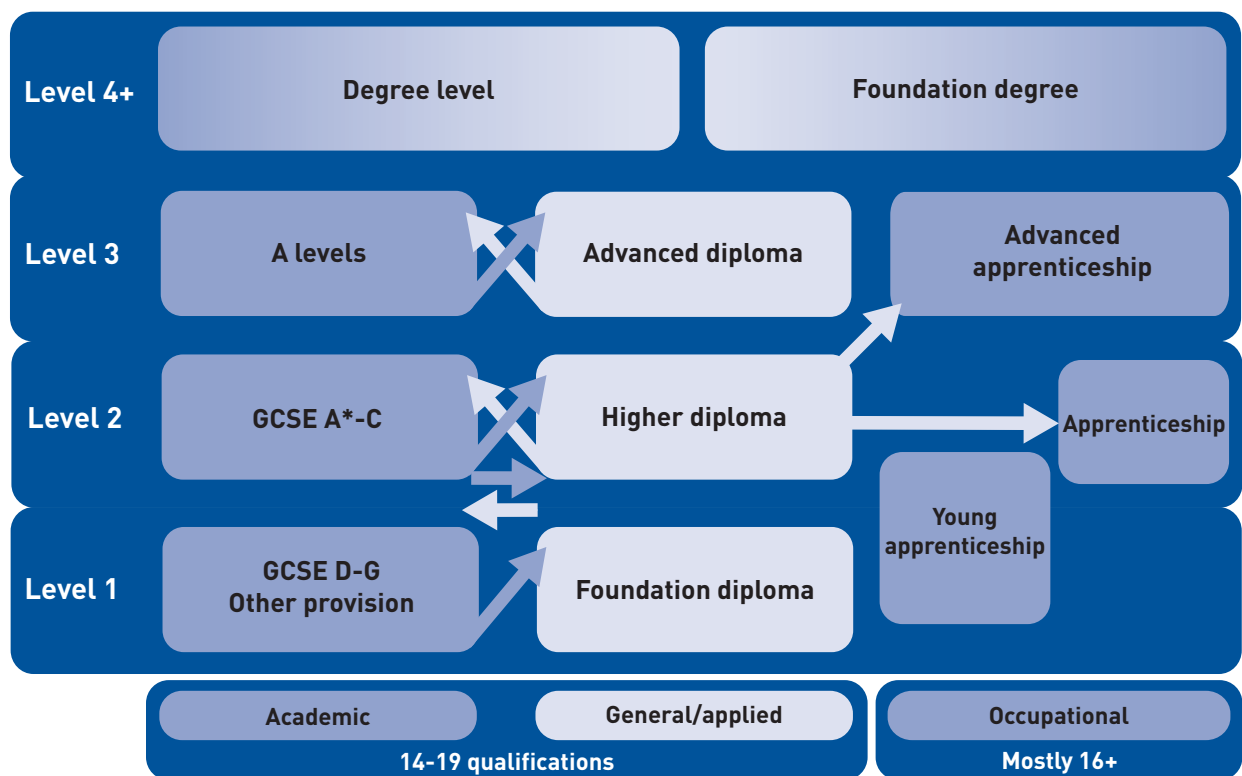 Level 4+
Degree level
Foundation degree
Level 3
A levels
Advanced diploma
Advanced
apprenticeship
Level 2
GCSE A*-C
Higher diploma
Apprenticeship
Young
apprenticeship
Level 1
GCSE D-G
Other provision
Foundation diploma
Academic
General/applied
Occupational
14-19 qualifications
Mostly 16+